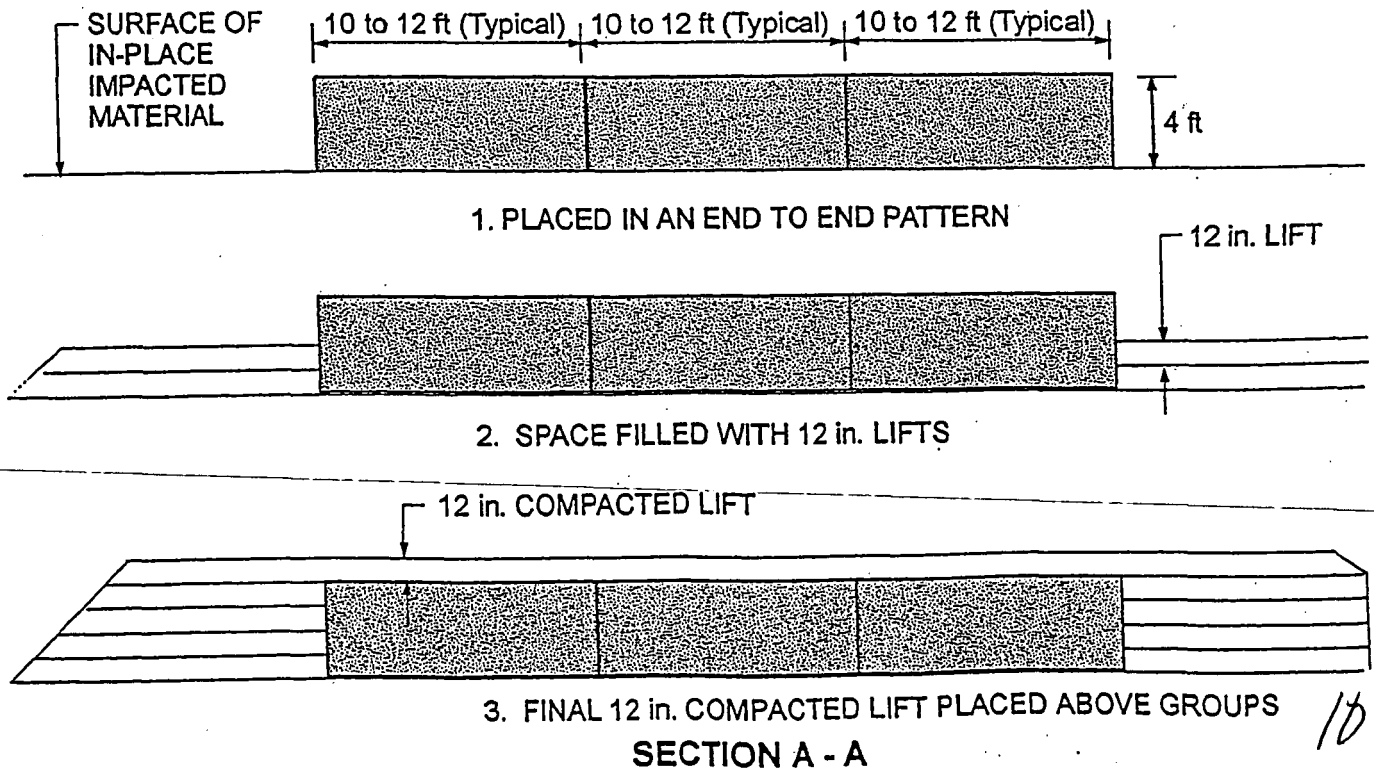 SURFACE OF
IN-PLACE
IMPACTED
MATERIAL
10 to 12 ft (Typical) 10 to 12 ft (Typical) 10 to 12 ft (Typical)
4 ft
1. PLACED IN AN END TO END PATTERN
12 in. LIFT
2. SPACE FILLED WITH 12 in. LIFTS
12 in. COMPACTED LIFT
3. FINAL 12 in. COMPACTED LIFT PLACED ABOVE GROUPS
SECTION A - A